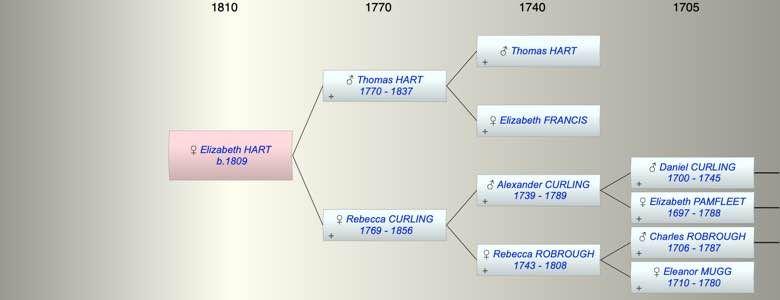 1810 1770 1740 1705
♂ Thomas HART
+
♂ Thomas HART
1770 - 1837
+
♀ Elizabeth FRANCIS
+
♀ Elizabeth HART
b.1809
♂ Daniel CURLING
1700 - 1745
+
♂ Alexander CURLING
1739 - 1789
+
♀ Elizabeth PAMFLEET
1697 - 1788
+
♀ Rebecca CURLING
1769 - 1856
+
♂ Charles ROBROUGH
1706 - 1787
+
♀ Rebecca ROBROUGH
1743 - 1808
+
♀ Eleanor MUGG
1710 - 1780
+